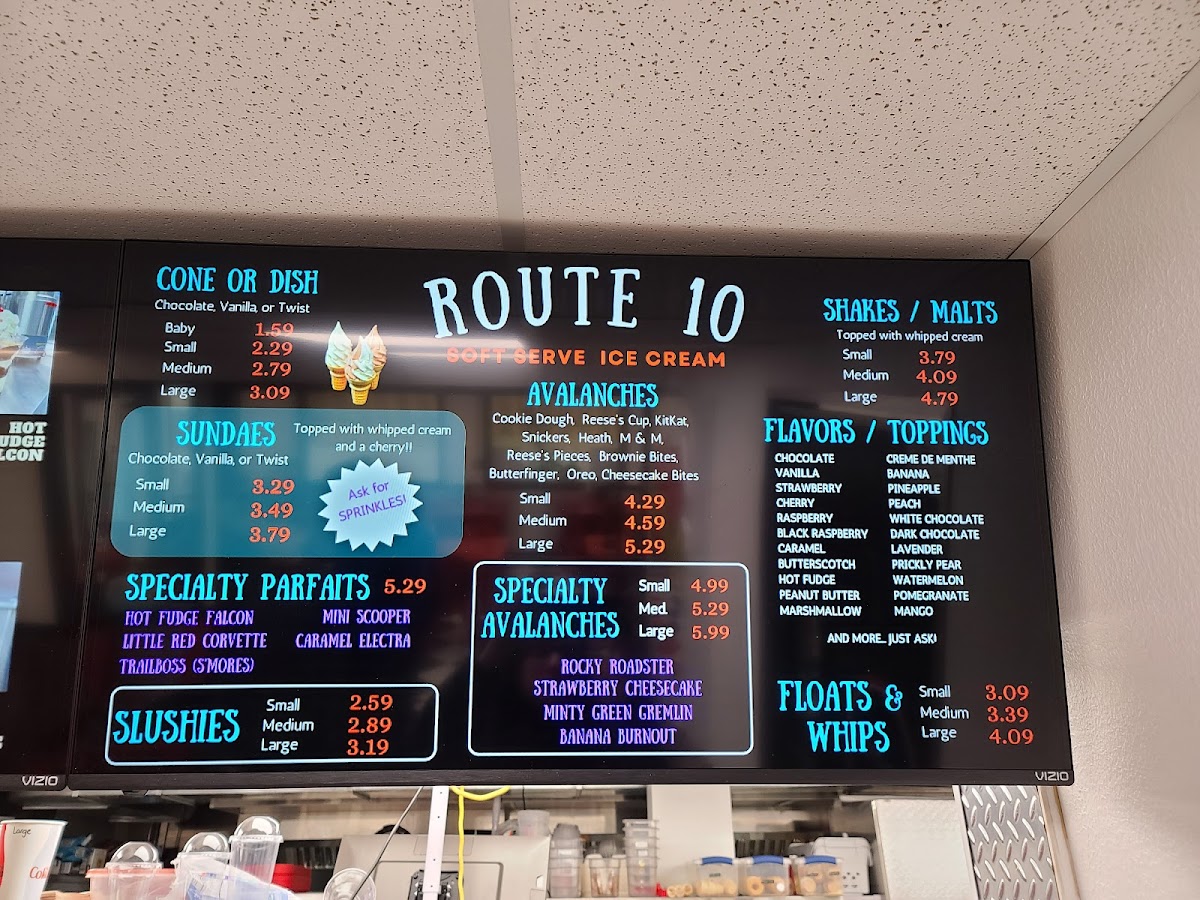 HOT
FUDGE
FALCON
CONE OR DISH
Chocolate, Vanilla, or Twist
Baby 1.59
Small 2.29
Medium 2.79
Large 3.09
SUNDAES
Topped with whipped cream
and a cherry!!
Chocolate, Vanilla, or Twist
Small 3.29
Medium 3.49
Large 3.79
Ask for
SPRINKLES!
SPECIALTY PARFAITS 5.29
HOT FUDGE FALCON MINI SCOOPER
LITTLE RED CORVETTE CARAMEL ELECTRA
TRAILBOSS (S'MORES)
SLUSHIES
Small 2.59
Medium 2.89
Large 3.19
ROUTE 10
SOFT SERVE ICE CREAM
AVALANCHES
Cookie Dough, Reese's Cup, KitKat,
Snickers, Heath, M & M,
Reese's Pieces, Brownie Bites,
Butterfinger, Oreo, Cheesecake Bites
Small 4.29
Medium 4.59
Large 5.29
SPECIALTY
AVALANCHES
Small 4.99
Med. 5.29
Large 5.99
ROCKY ROADSTER
STRAWBERRY CHEESECAKE
MINTY GREEN GREMLIN
BANANA BURNOUT
SHAKES / MALTS
Topped with whipped cream
Small 3.79
Medium 4.09
Large 4.79
FLAVORS / TOPPINGS
CHOCOLATE
VANILLA
STRAWBERRY
CHERRY
RASPBERRY
BLACK RASPBERRY
CARAMEL
BUTTERSCOTCH
HOT FUDGE
PEANUT BUTTER
MARSHMALLOW
CREME DE MENTHE
BANANA
PINEAPPLE
PEACH
WHITE CHOCOLATE
DARK CHOCOLATE
LAVENDER
PRICKLY PEAR
WATERMELON
POMEGRANATE
MANGO
AND MORE... JUST ASK!
FLOATS &
WHIPS
Small 3.09
Medium 3.39
Large 4.09
VIZIO
VIZIO
Large